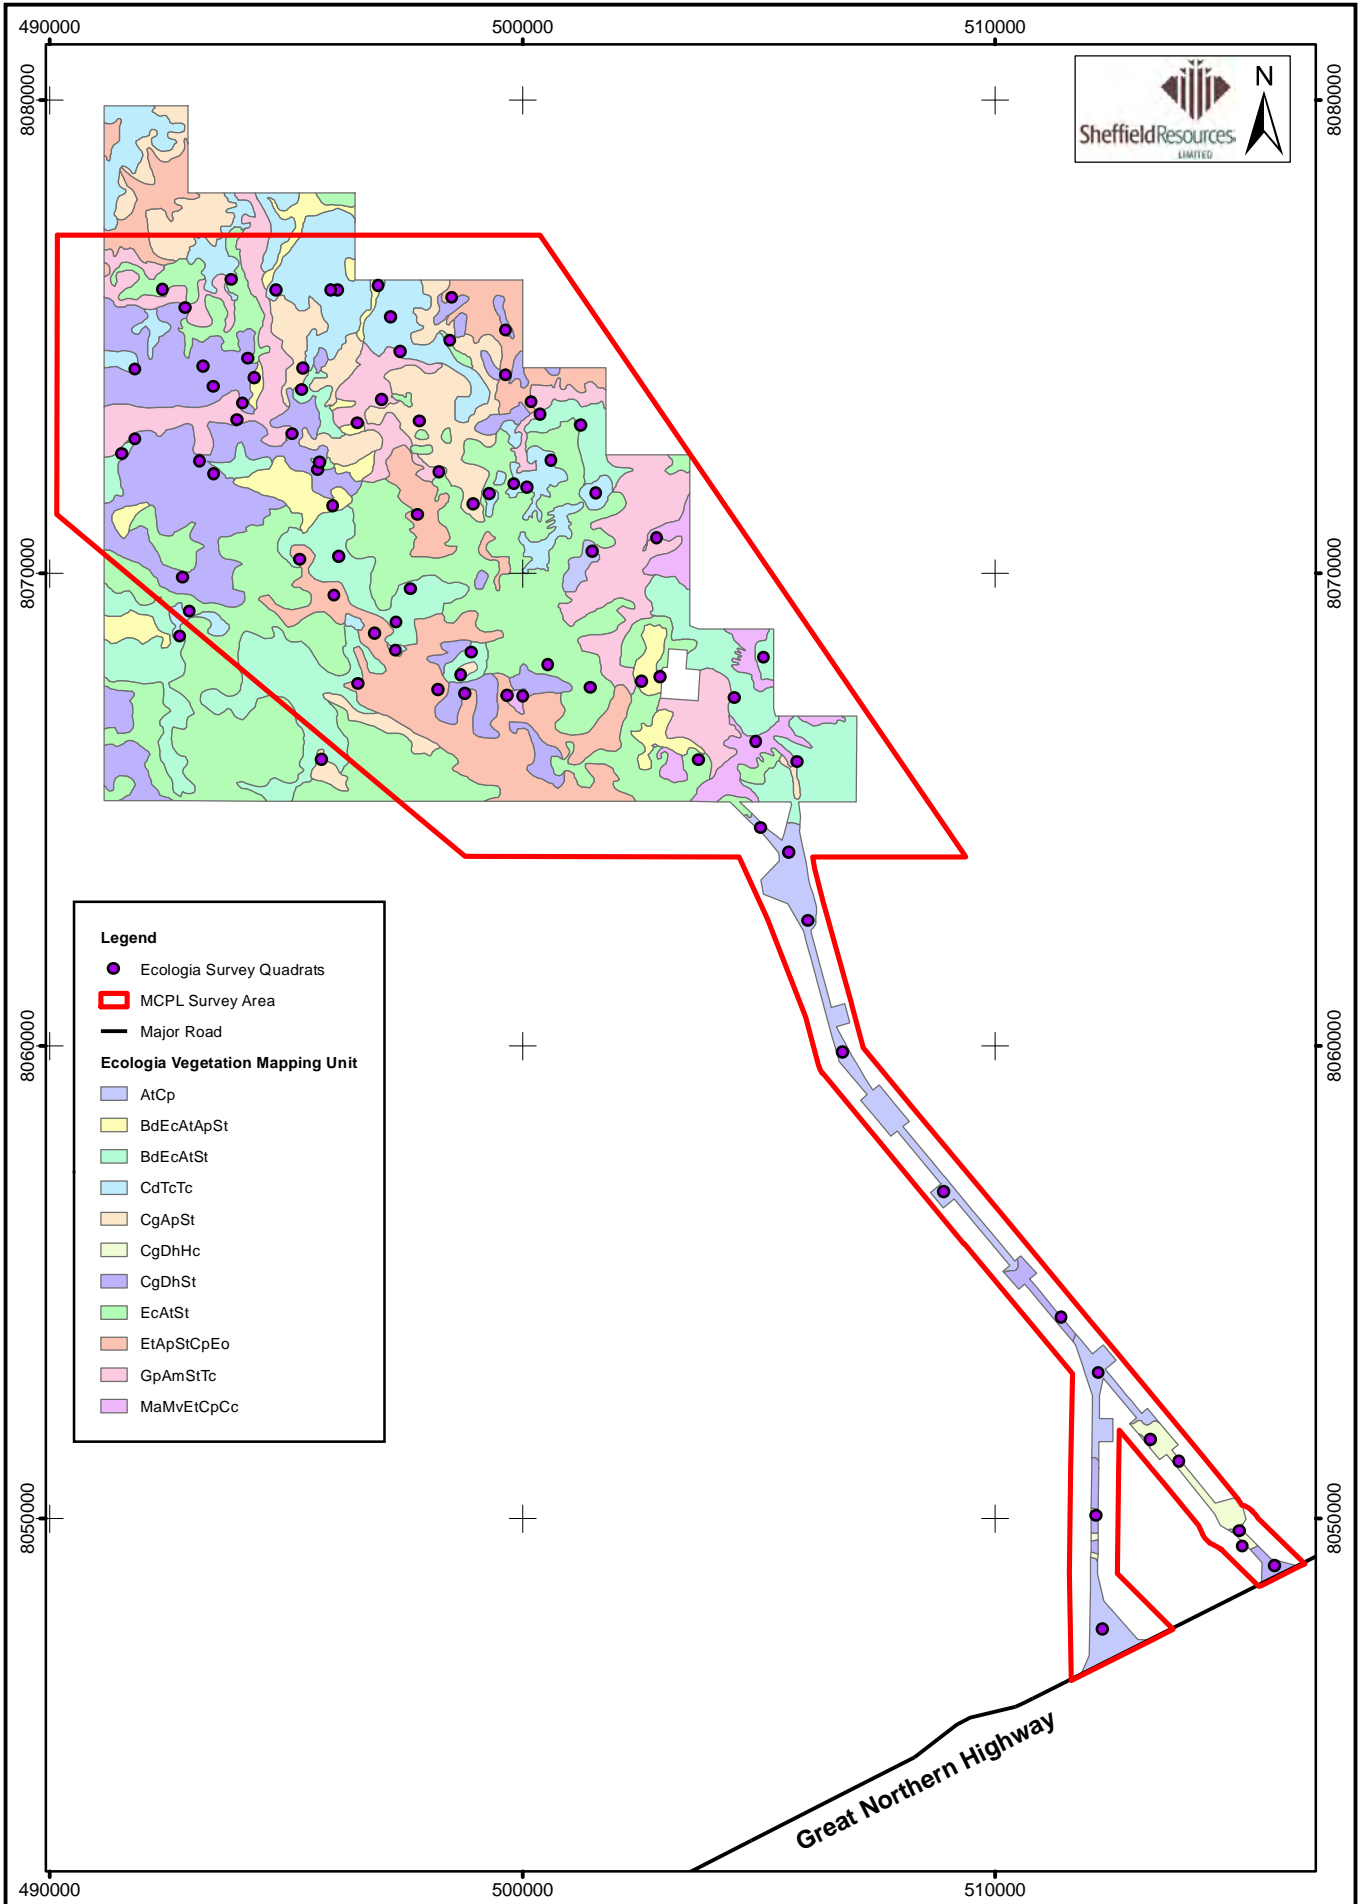 490000
500000
510000
8080000
8080000
N
SheffieldResources
LIMITED
8070000
8070000
Legend
Ecologia Survey Quadrats
MCPL Survey Area
Major Road
Ecologia Vegetation Mapping Unit
AtCp
BdEcAtApSt
BdEcAtSt
CdTcTc
CgApSt
CgDhHc
CgDhSt
EcAtSt
EtApStCpEo
GpAmStTc
MaMvEtCpCc
8060000
8060000
8050000
8050000
Great Northern Highway
490000
500000
510000